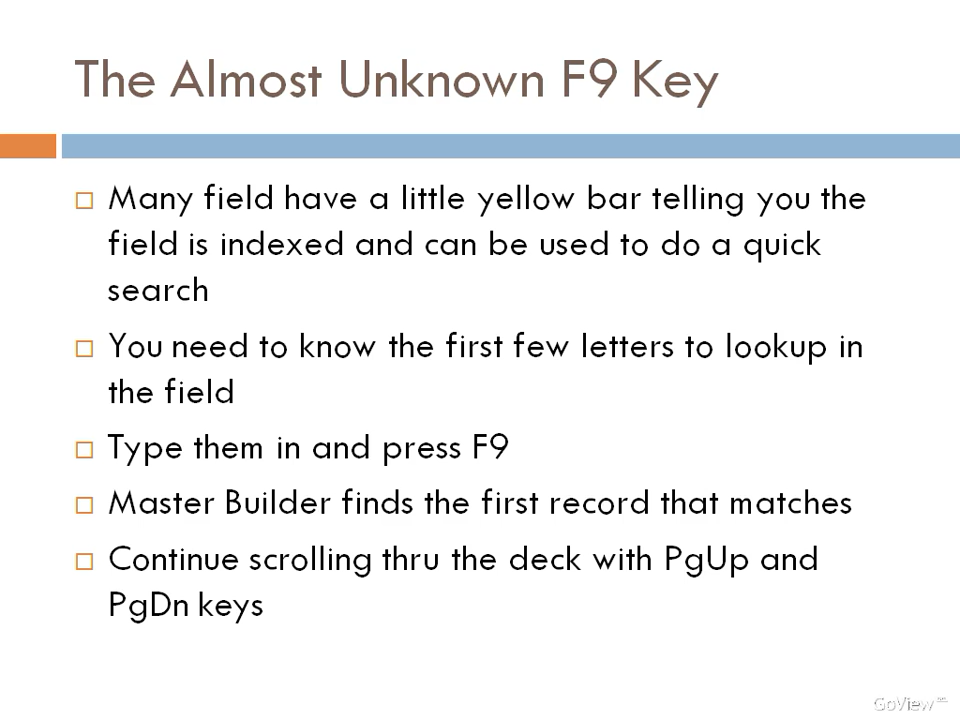 The Almost Unknown F9 Key
Many field have a little yellow bar telling you the
field is indexed and can be used to do a quick
search
You need to know the first few letters to lookup in
the field
Type them in and press F9
Master Builder finds the first record that matches
Continue scrolling thru the deck with PgUp and
PgDn keys
GoView